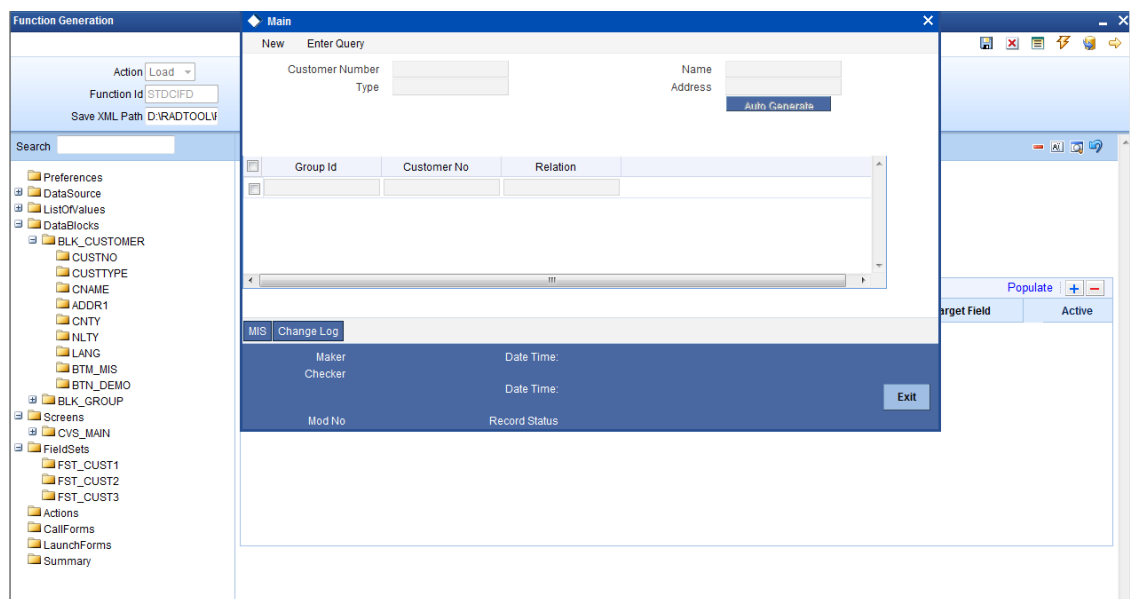 Function Generation
Action Load
Function Id STDCIFD
Save XML Path D:\RADTOOL\F
Search
Preferences
DataSource
ListOfValues
DataBlocks
BLK_CUSTOMER
CUSTNO
CUSTTYPE
CNAME
ADDR1
CNTY
NLTY
LANG
BTM_MIS
BTN_DEMO
BLK_GROUP
Screens
CVS_MAIN
FieldSets
FST_CUST1
FST_CUST2
FST_CUST3
Actions
CallForms
LaunchForms
Summary
Main
New Enter Query
Customer Number Name
Type Address
Auto Generate
Group Id Customer No Relation
MIS Change Log
Maker Date Time:
Checker
Date Time:
Exit
Mod No Record Status
Populate
arget Field Active